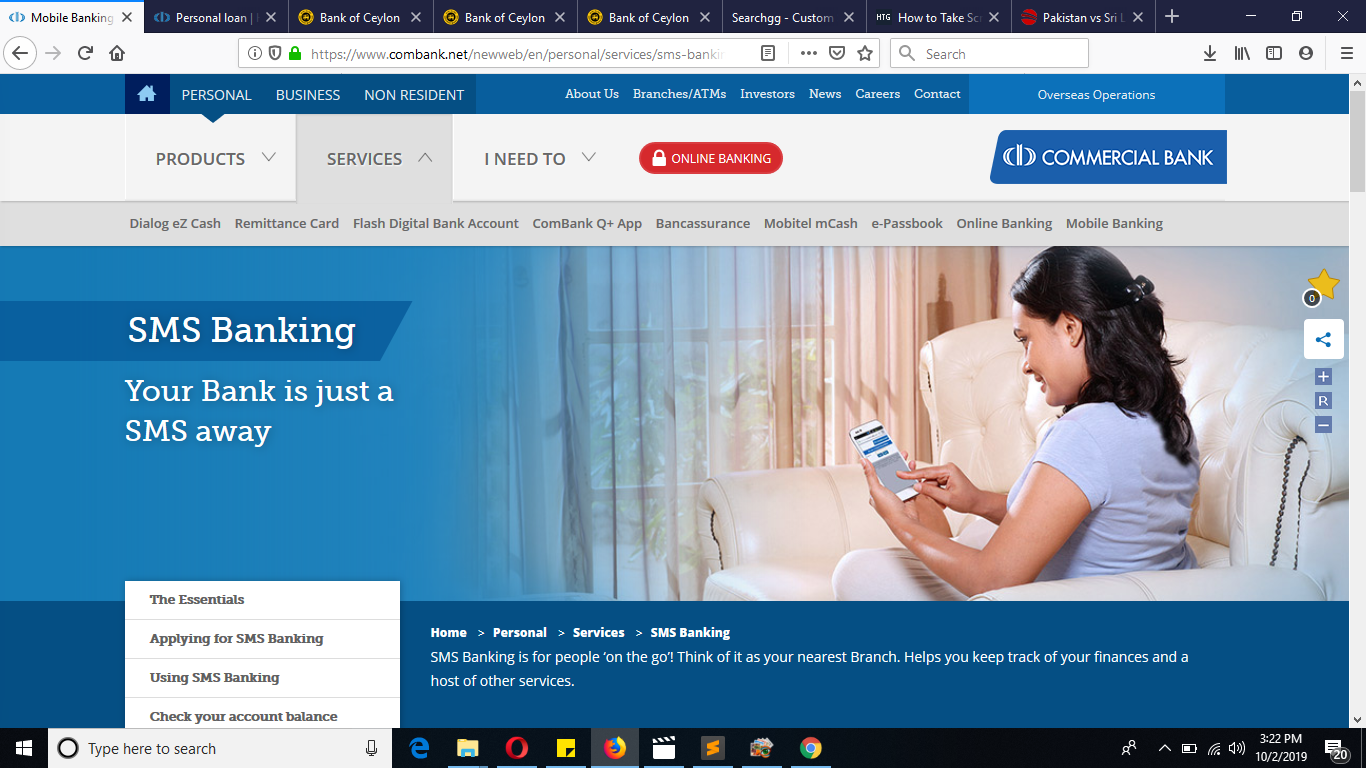 Mobile Banking
Personal loan |
Bank of Ceylon
Bank of Ceylon
Bank of Ceylon
Searchgg - Custom
HTG How to Take Scr
Pakistan vs Sri L
https://www.combank.net/newweb/en/personal/services/sms-bankin
Search
PERSONAL BUSINESS NON RESIDENT
About Us Branches/ATMs Investors News Careers Contact
Overseas Operations
PRODUCTS SERVICES I NEED TO
ONLINE BANKING
COMMERCIAL BANK
Dialog eZ Cash Remittance Card Flash Digital Bank Account ComBank Q+ App Bancassurance Mobitel mCash e-Passbook Online Banking Mobile Banking
0
+
R
−
SMS Banking
Your Bank is just a
SMS away
The Essentials
Applying for SMS Banking
Using SMS Banking
Check your account balance
Home > Personal > Services > SMS Banking
SMS Banking is for people ‘on the go’! Think of it as your nearest Branch. Helps you keep track of your finances and a
host of other services.
Type here to search
3:22 PM
10/2/2019
20